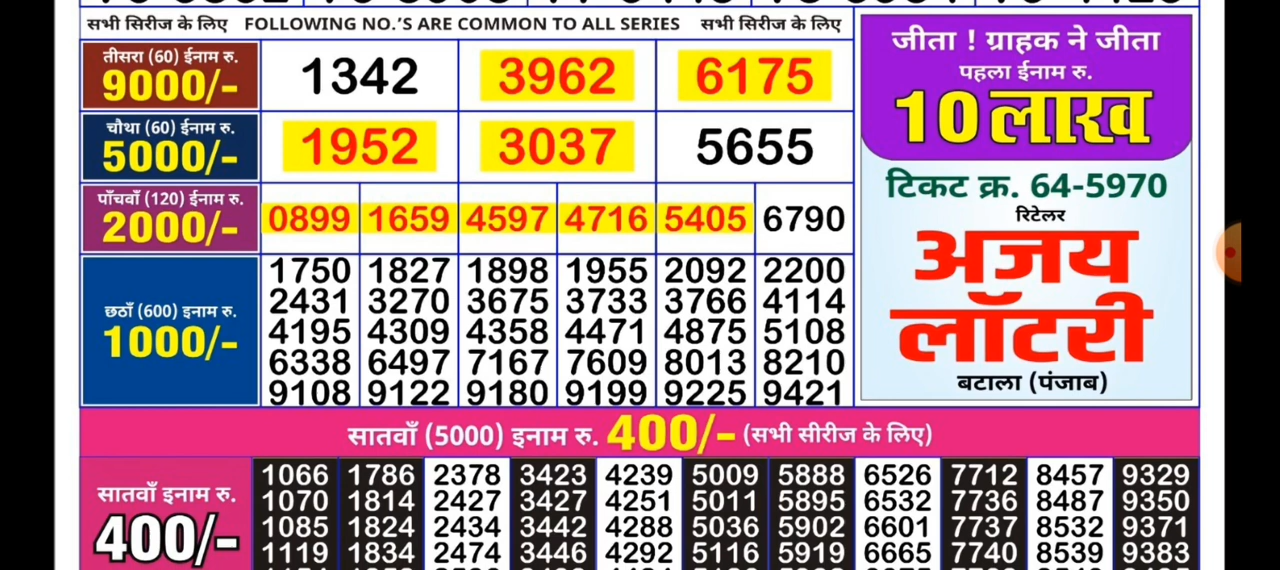 सभी सिरीज के लिए FOLLOWING NO.'S ARE COMMON TO ALL SERIES सभी सिरीज के लिए
तीसरा (60) ईनाम रु.
9000/-
1342 3962 6175
चौथा (60) ईनाम रु.
5000/-
1952 3037 5655
पाँचवाँ (120) ईनाम रु.
2000/-
0899 1659 4597 4716 5405 6790
छठाँ (600) इनाम रु.
1000/-
1750 1827 1898 1955 2092 2200
2431 3270 3675 3733 3766 4114
4195 4309 4358 4471 4875 5108
6338 6497 7167 7609 8013 8210
9108 9122 9180 9199 9225 9421
जीता ! ग्राहक ने जीता
पहला ईनाम रु.
10 लाख
टिकट क्र. 64-5970
रिटेलर
अजय
लॉटरी
बटाला (पंजाब)
सातवाँ (5000) इनाम रु. 400/- (सभी सीरीज के लिए)
सातवाँ इनाम रु.
400/-
1066 1786 2378 3423 4239 5009 5888 6526 7712 8457 9329
1070 1814 2427 3427 4251 5011 5895 6532 7736 8487 9350
1085 1824 2434 3442 4288 5036 5902 6601 7737 8532 9371
1119 1834 2474 3446 4292 5116 5919 6665 7740 8539 9383